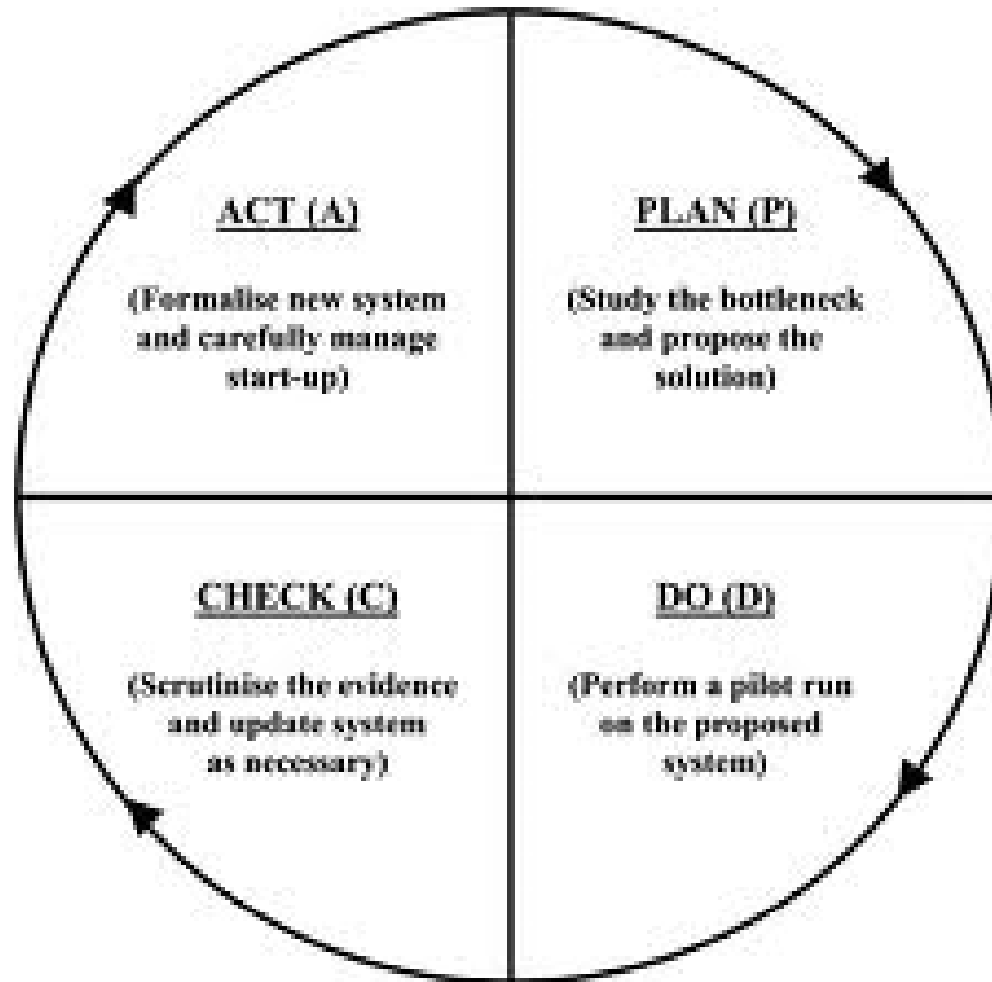 ACT (A)
(Formalise new system
and carefully manage
start-up)
PLAN (P)
(Study the bottleneck
and propose the
solution)
CHECK (C)
(Scrutinise the evidence
and update system
as necessary)
DO (D)
(Perform a pilot run
on the proposed
system)